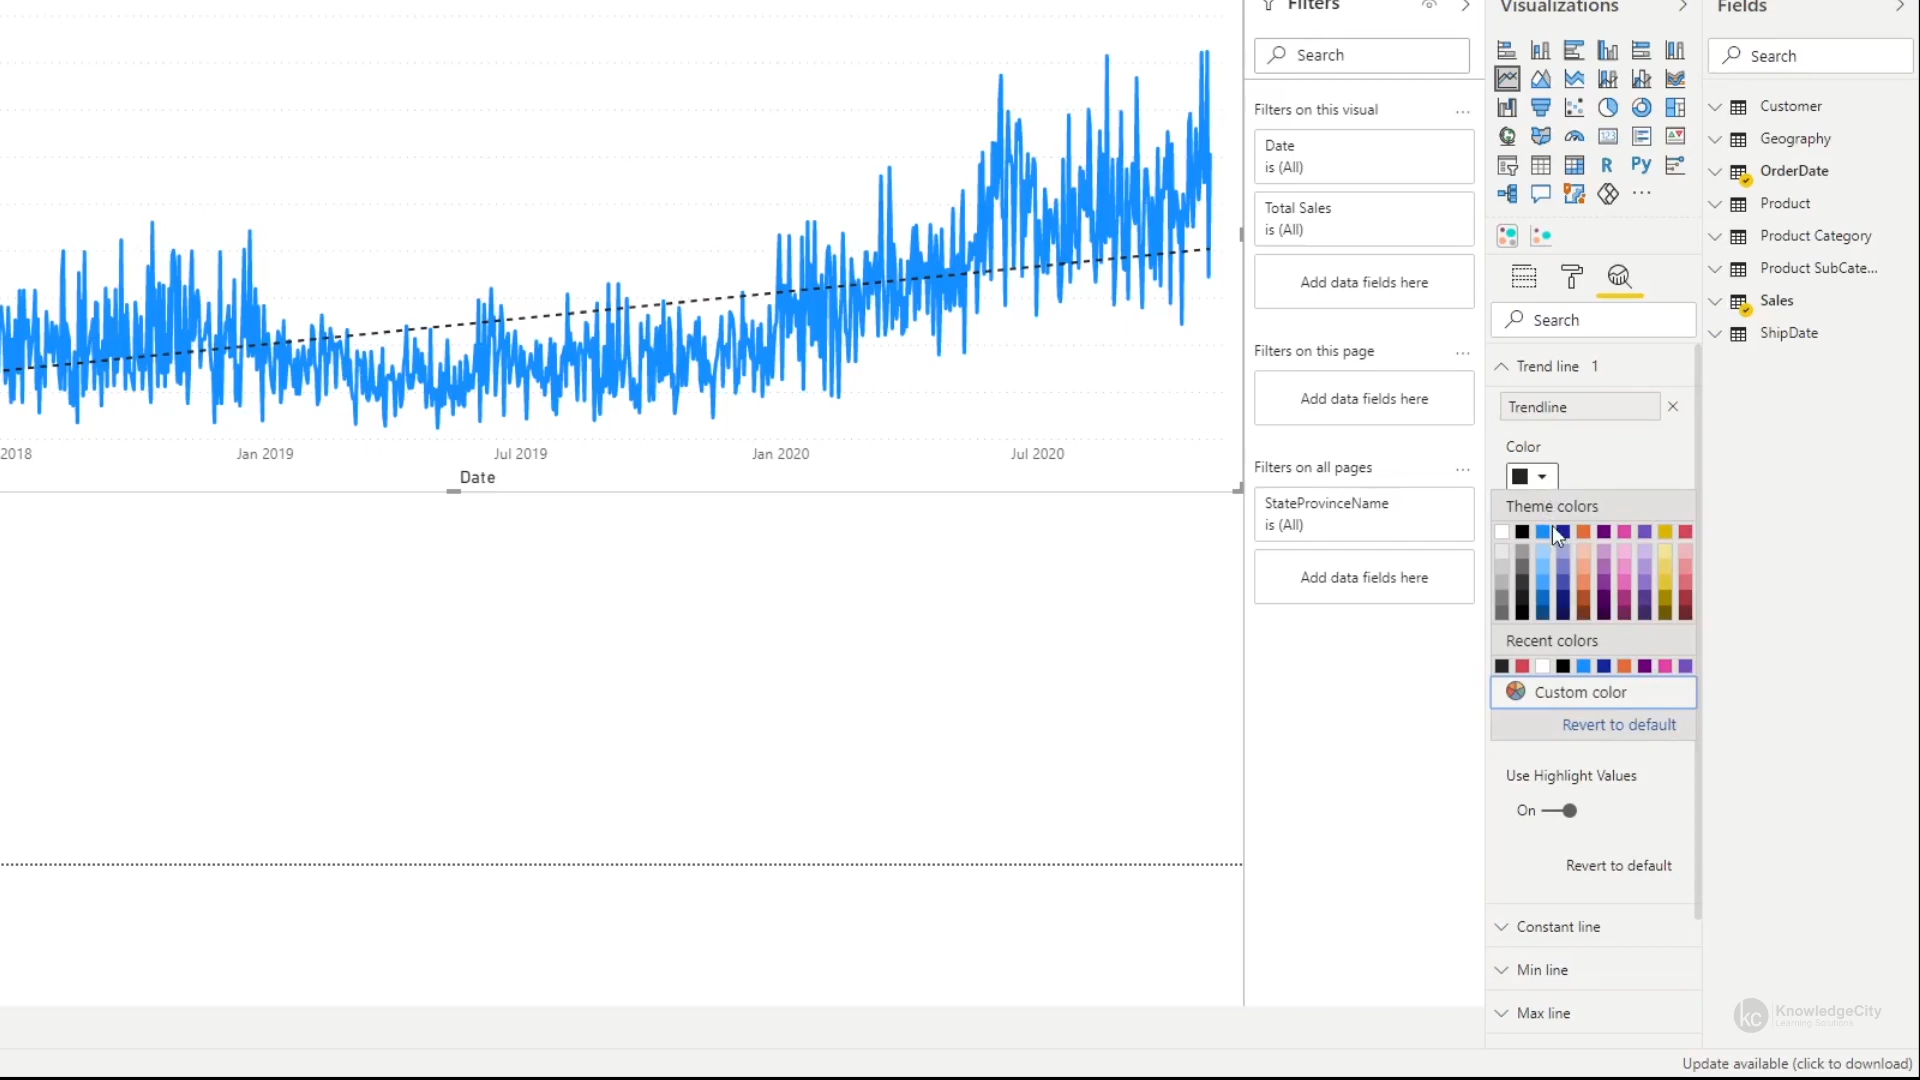 Filters
Search
Filters on this visual
...
Date
is (All)
Total Sales
is (All)
Add data fields here
Filters on this page
...
Add data fields here
Filters on all pages
...
StateProvinceName
is (All)
Add data fields here
Visualizations
123
R
Py
...
Search
Trend line 1
Trendline
Color
Theme colors
Recent colors
Custom color
Revert to default
Use Highlight Values
On
Revert to default
Constant line
Min line
Max line
Fields
Search
Customer
Geography
OrderDate
Product
Product Category
Product SubCate...
Sales
ShipDate
2018
Jan 2019
Jul 2019
Jan 2020
Jul 2020
Date
kc KnowledgeCity
Learning Solutions
Update available (click to download)